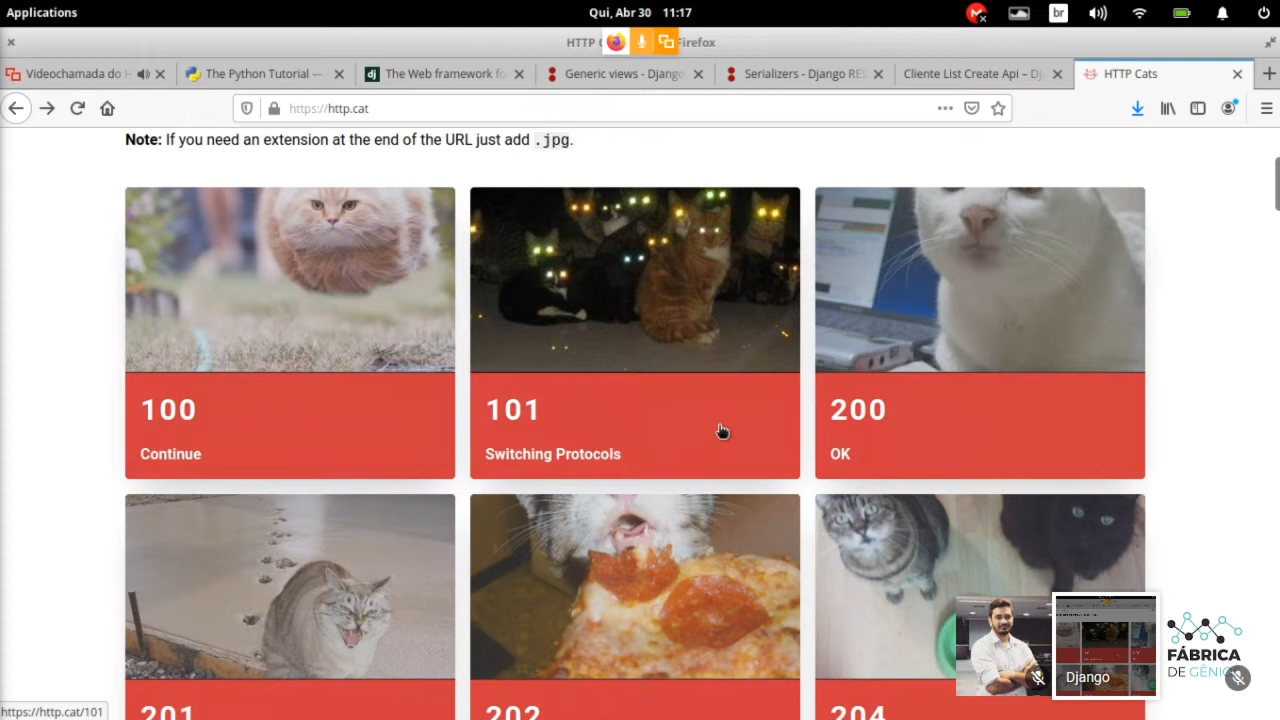 Applications
Qui, Abr 30 11:17
br
HTTP
Firefox
Videochamada do H
The Python Tutorial —
The Web framework fo
Generic views - Django
Serializers - Django RES
Cliente List Create Api – Dj
HTTP Cats
https://http.cat
Note: If you need an extension at the end of the URL just add .jpg.
100
Continue
101
Switching Protocols
200
OK
201
202
204
Django
FÁBRICA
DE GÊNIO
https://http.cat/101